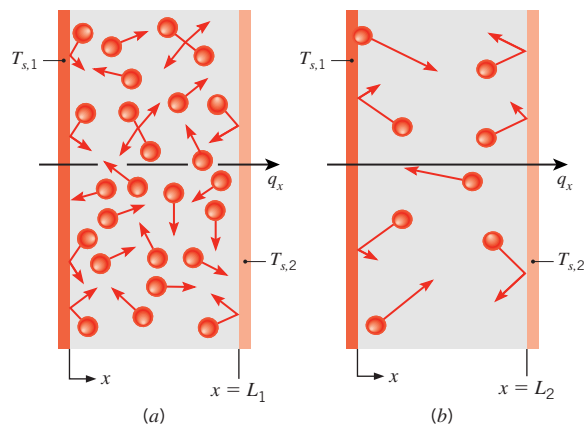 T_{s,1}
q_x
T_{s,2}
x
x = L_1
(a)
T_{s,1}
q_x
T_{s,2}
x
x = L_2
(b)